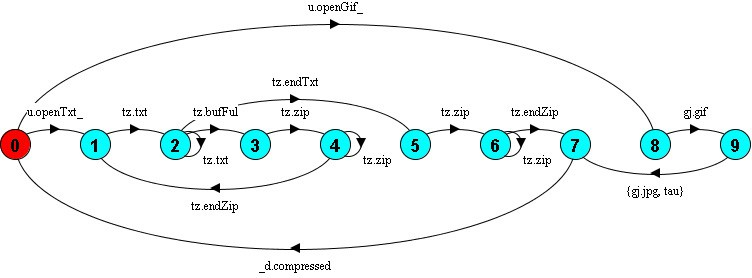 u.openGif_
tz.endTxt
u.openTxt_ tz.txt tz.bufFul tz.zip tz.zip tz.endZip gj.gif
0 1 2 3 4 5 6 7 8 9
tz.txt tz.zip tz.zip
tz.endZip {gj.jpg, tau}
_d.compressed